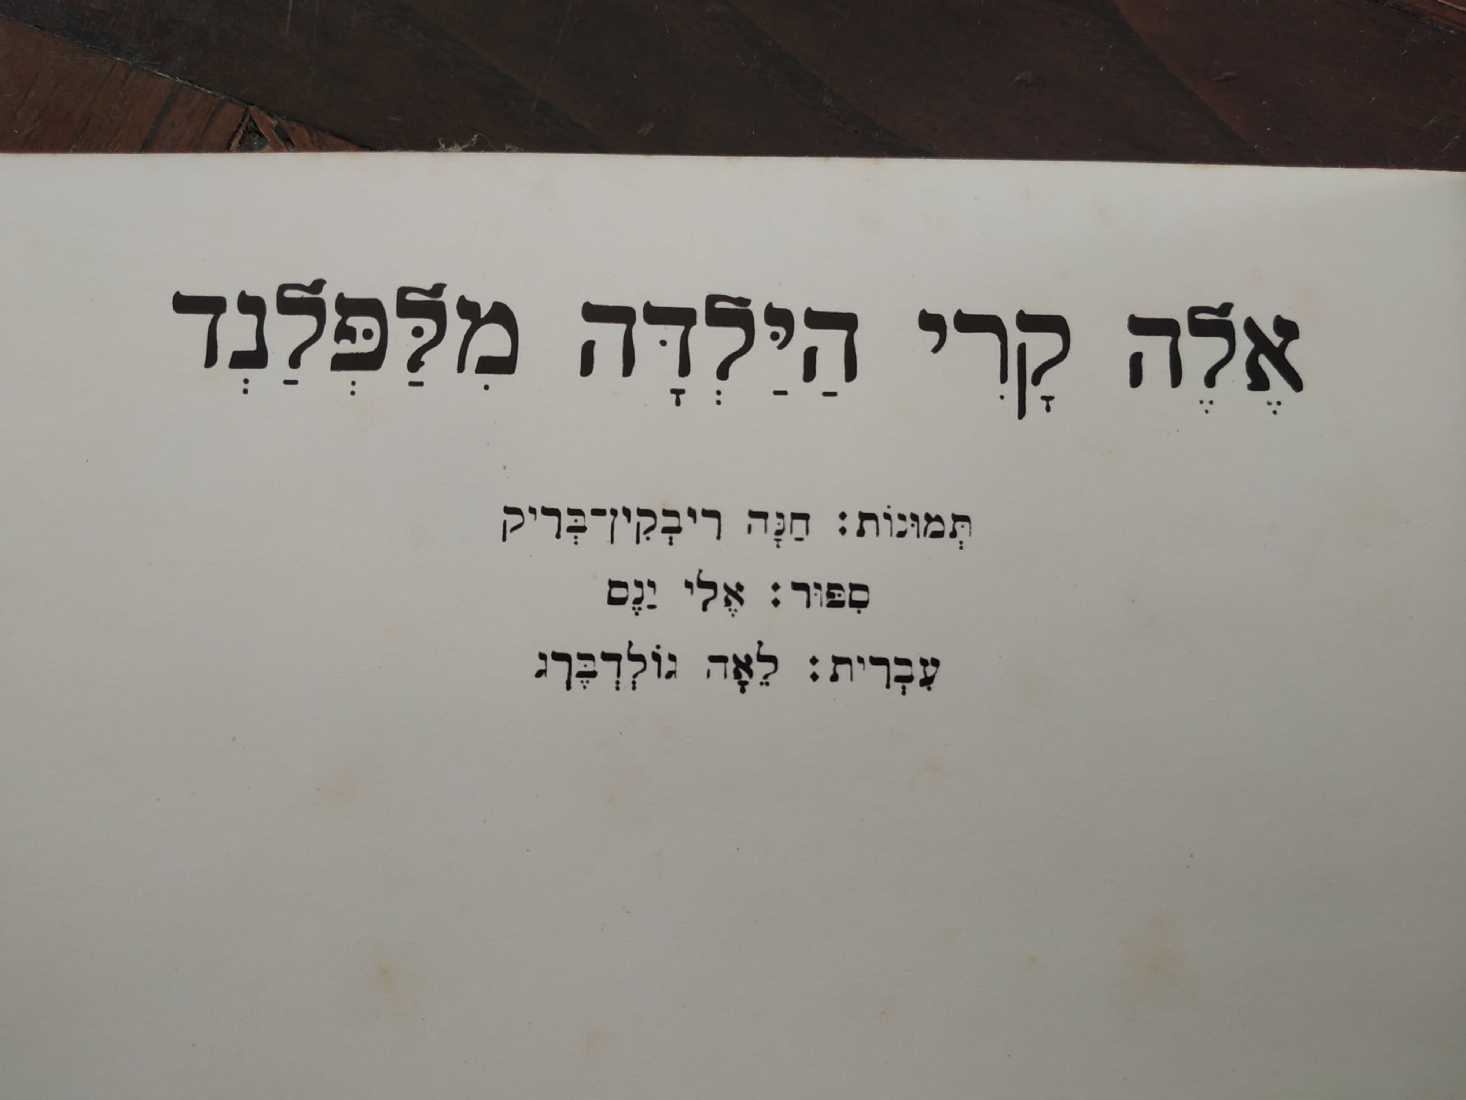 אֶלֶה קָרִי הַיַּלְדָּה מִלַּפְּלַנְד
תְּמוּנוֹת: חַנָּה רִיבְקִין־בְּרִיק
סִפּוּר: אֶלִי יַנֶס
עִבְרִית: לֵאָה גוֹלְדְבֶּרְג